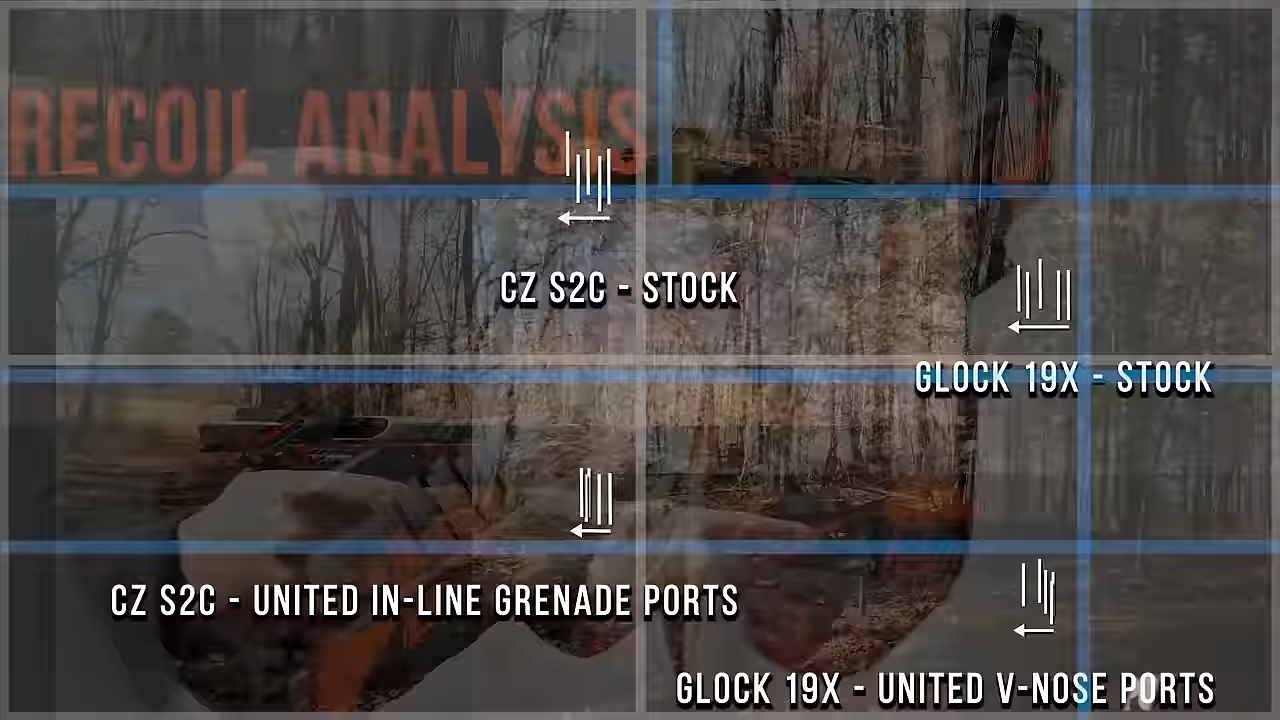 RECOIL ANALYSIS
CZ S2C - STOCK
GLOCK 19X - STOCK
CZ S2C - UNITED IN-LINE GRENADE PORTS
GLOCK 19X - UNITED V-NOSE PORTS